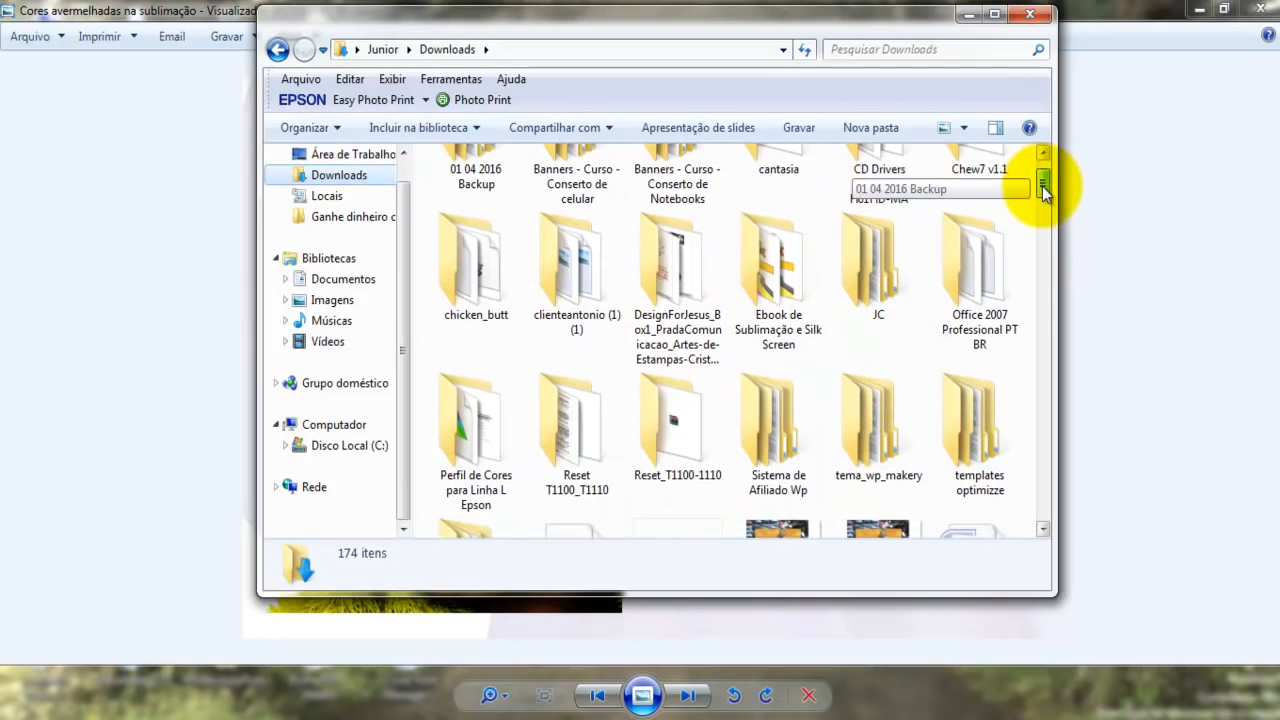 Cores avermelhadas na sublimação - Visualizad
Arquivo Imprimir Email Gravar
Junior Downloads
Pesquisar Downloads
Arquivo Editar Exibir Ferramentas Ajuda
EPSON Easy Photo Print Photo Print
Organizar Incluir na biblioteca Compartilhar com Apresentação de slides Gravar Nova pasta
Área de Trabalho
Downloads
Locais
Ganhe dinheiro c
Bibliotecas
Documentos
Imagens
Músicas
Vídeos
Grupo doméstico
Computador
Disco Local (C:)
Rede
01 04 2016
Backup
Banners - Curso -
Conserto de
celular
Banners - Curso -
Conserto de
Notebooks
cantasia
CD Drivers
Chew7 v1.1
01 04 2016 Backup
chicken_butt
clienteantonio (1)
(1)
DesignForJesus_B
ox1_PradaComun
icacao_Artes-de-
Estampas-Crist...
Ebook de
Sublimação e Silk
Screen
JC
Office 2007
Professional PT
BR
Perfil de Cores
para Linha L
Epson
Reset
T1100_T1110
Reset_T1100-1110
Sistema de
Afiliado Wp
tema_wp_makery
templates
optimizze
174 itens